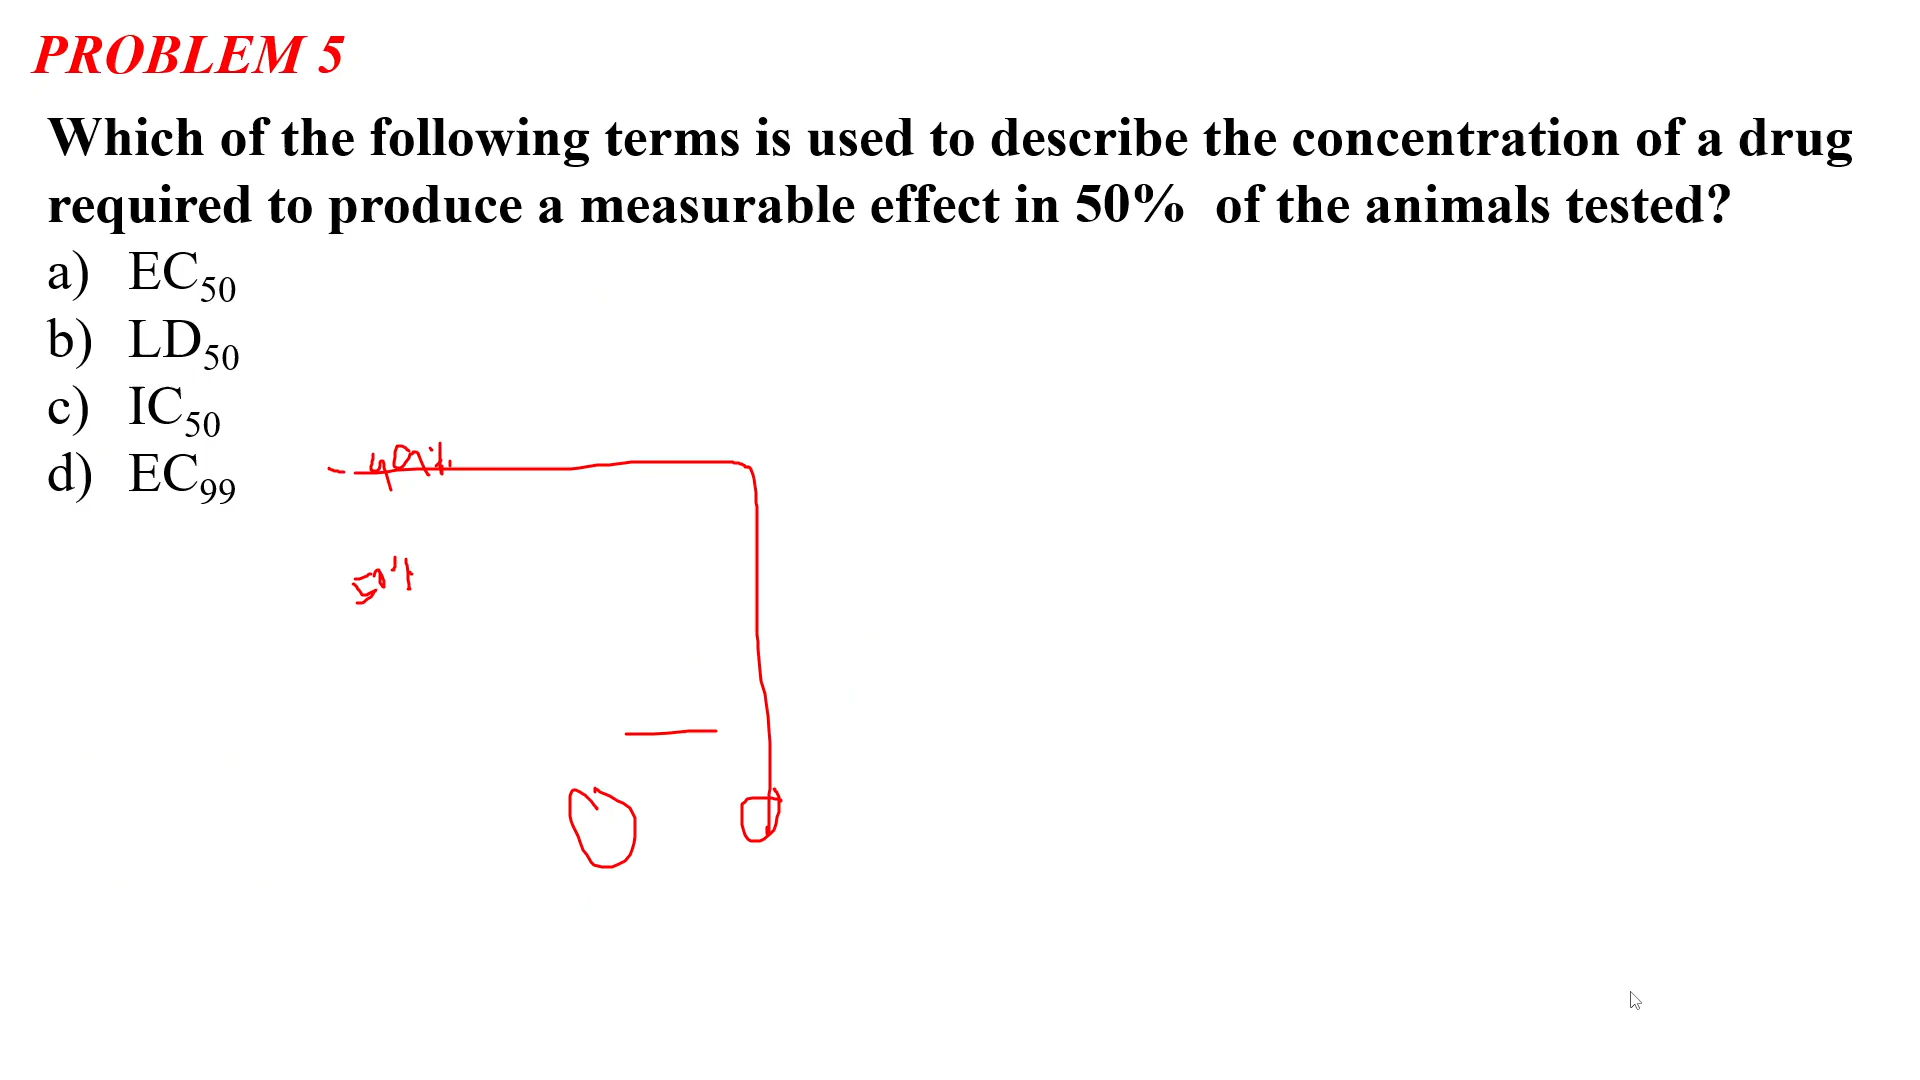 PROBLEM 5
Which of the following terms is used to describe the concentration of a drug
required to produce a measurable effect in 50% of the animals tested?
a) EC₅₀
b) LD₅₀
c) IC₅₀
d) EC₉₉
50%